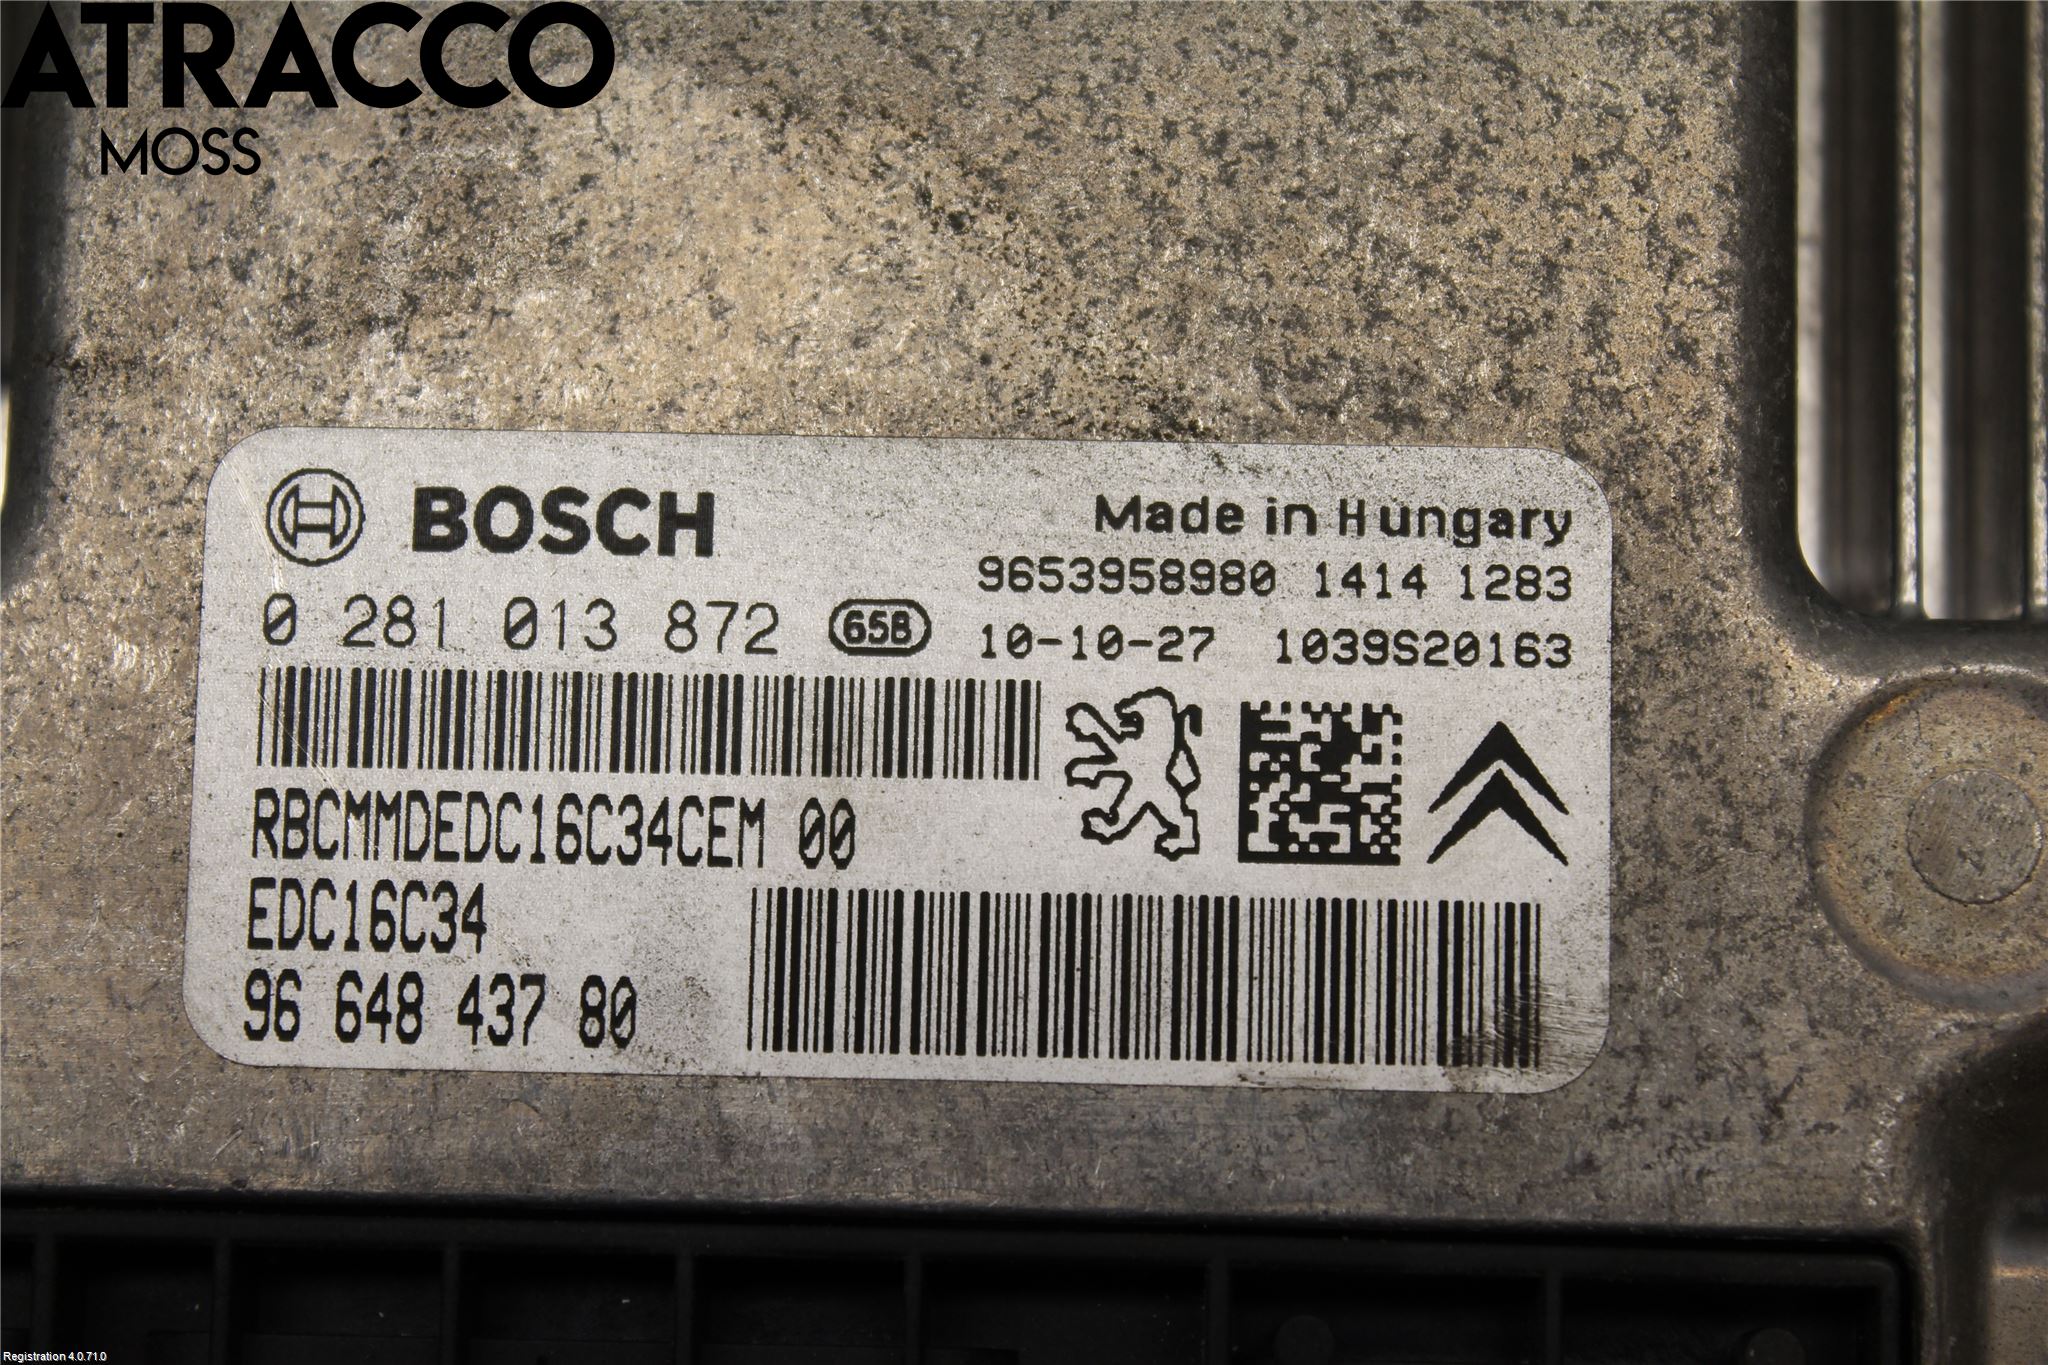 ATRACCO
MOSS
BOSCH
Made in Hungary
9653958980 1414 1283
0 281 013 872 65B
10-10-27 1039S20163
RBCMMDEDC16C34CEM 00
EDC16C34
96 648 437 80
Registration 4.0.71.0